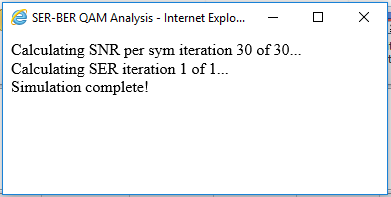 SER-BER QAM Analysis - Internet Explo...
Calculating SNR per sym iteration 30 of 30...
Calculating SER iteration 1 of 1...
Simulation complete!